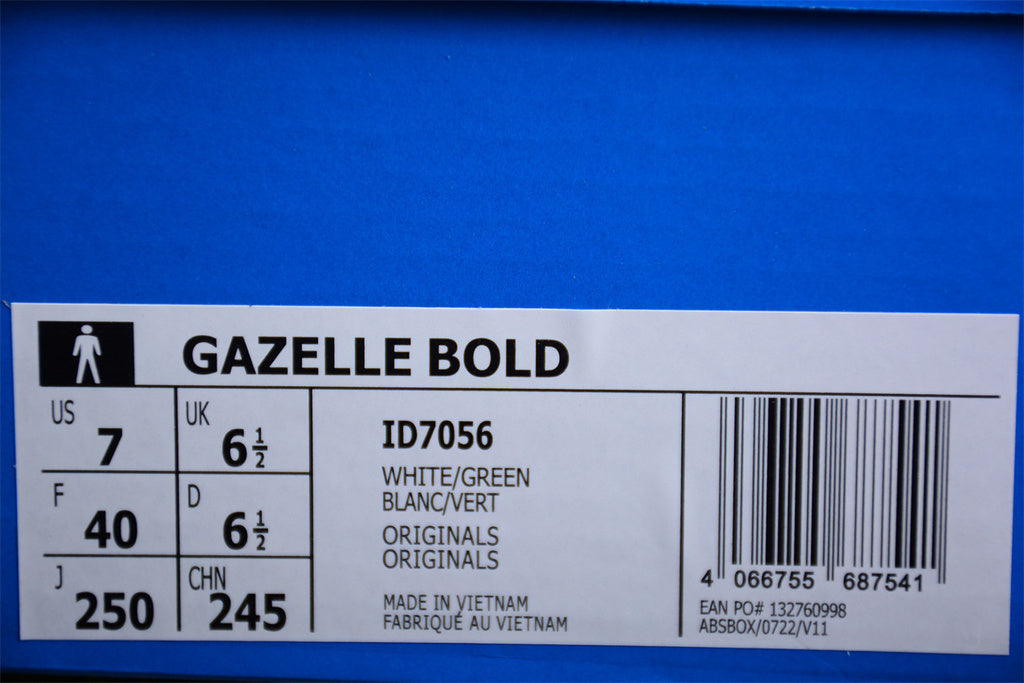 GAZELLE BOLD
US 7 UK 6 1/2
F 40 D 6 1/2
J 250 CHN 245
ID7056
WHITE/GREEN
BLANC/VERT
ORIGINALS
ORIGINALS
MADE IN VIETNAM
FABRIQUÉ AU VIETNAM
4 066755 687541
EAN PO# 132760998
ABSBOX/0722/V11